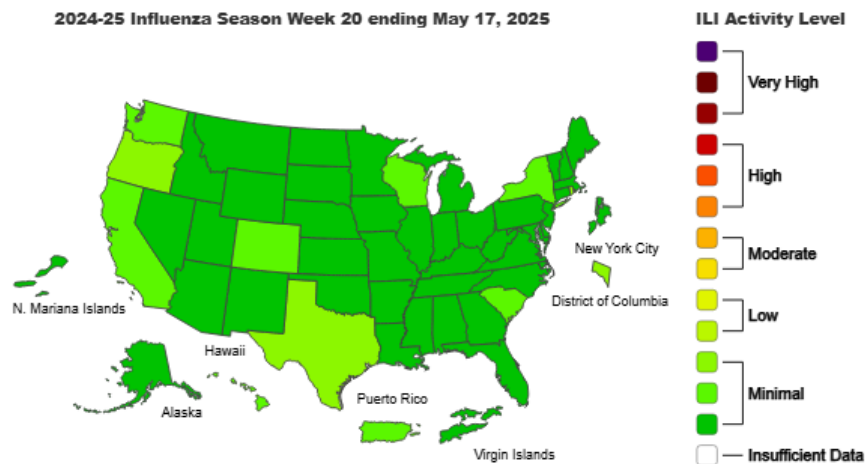 2024-25 Influenza Season Week 20 ending May 17, 2025
ILI Activity Level
Very High
High
Moderate
Low
Minimal
Insufficient Data
New York City
District of Columbia
N. Mariana Islands
Hawaii
Alaska
Puerto Rico
Virgin Islands